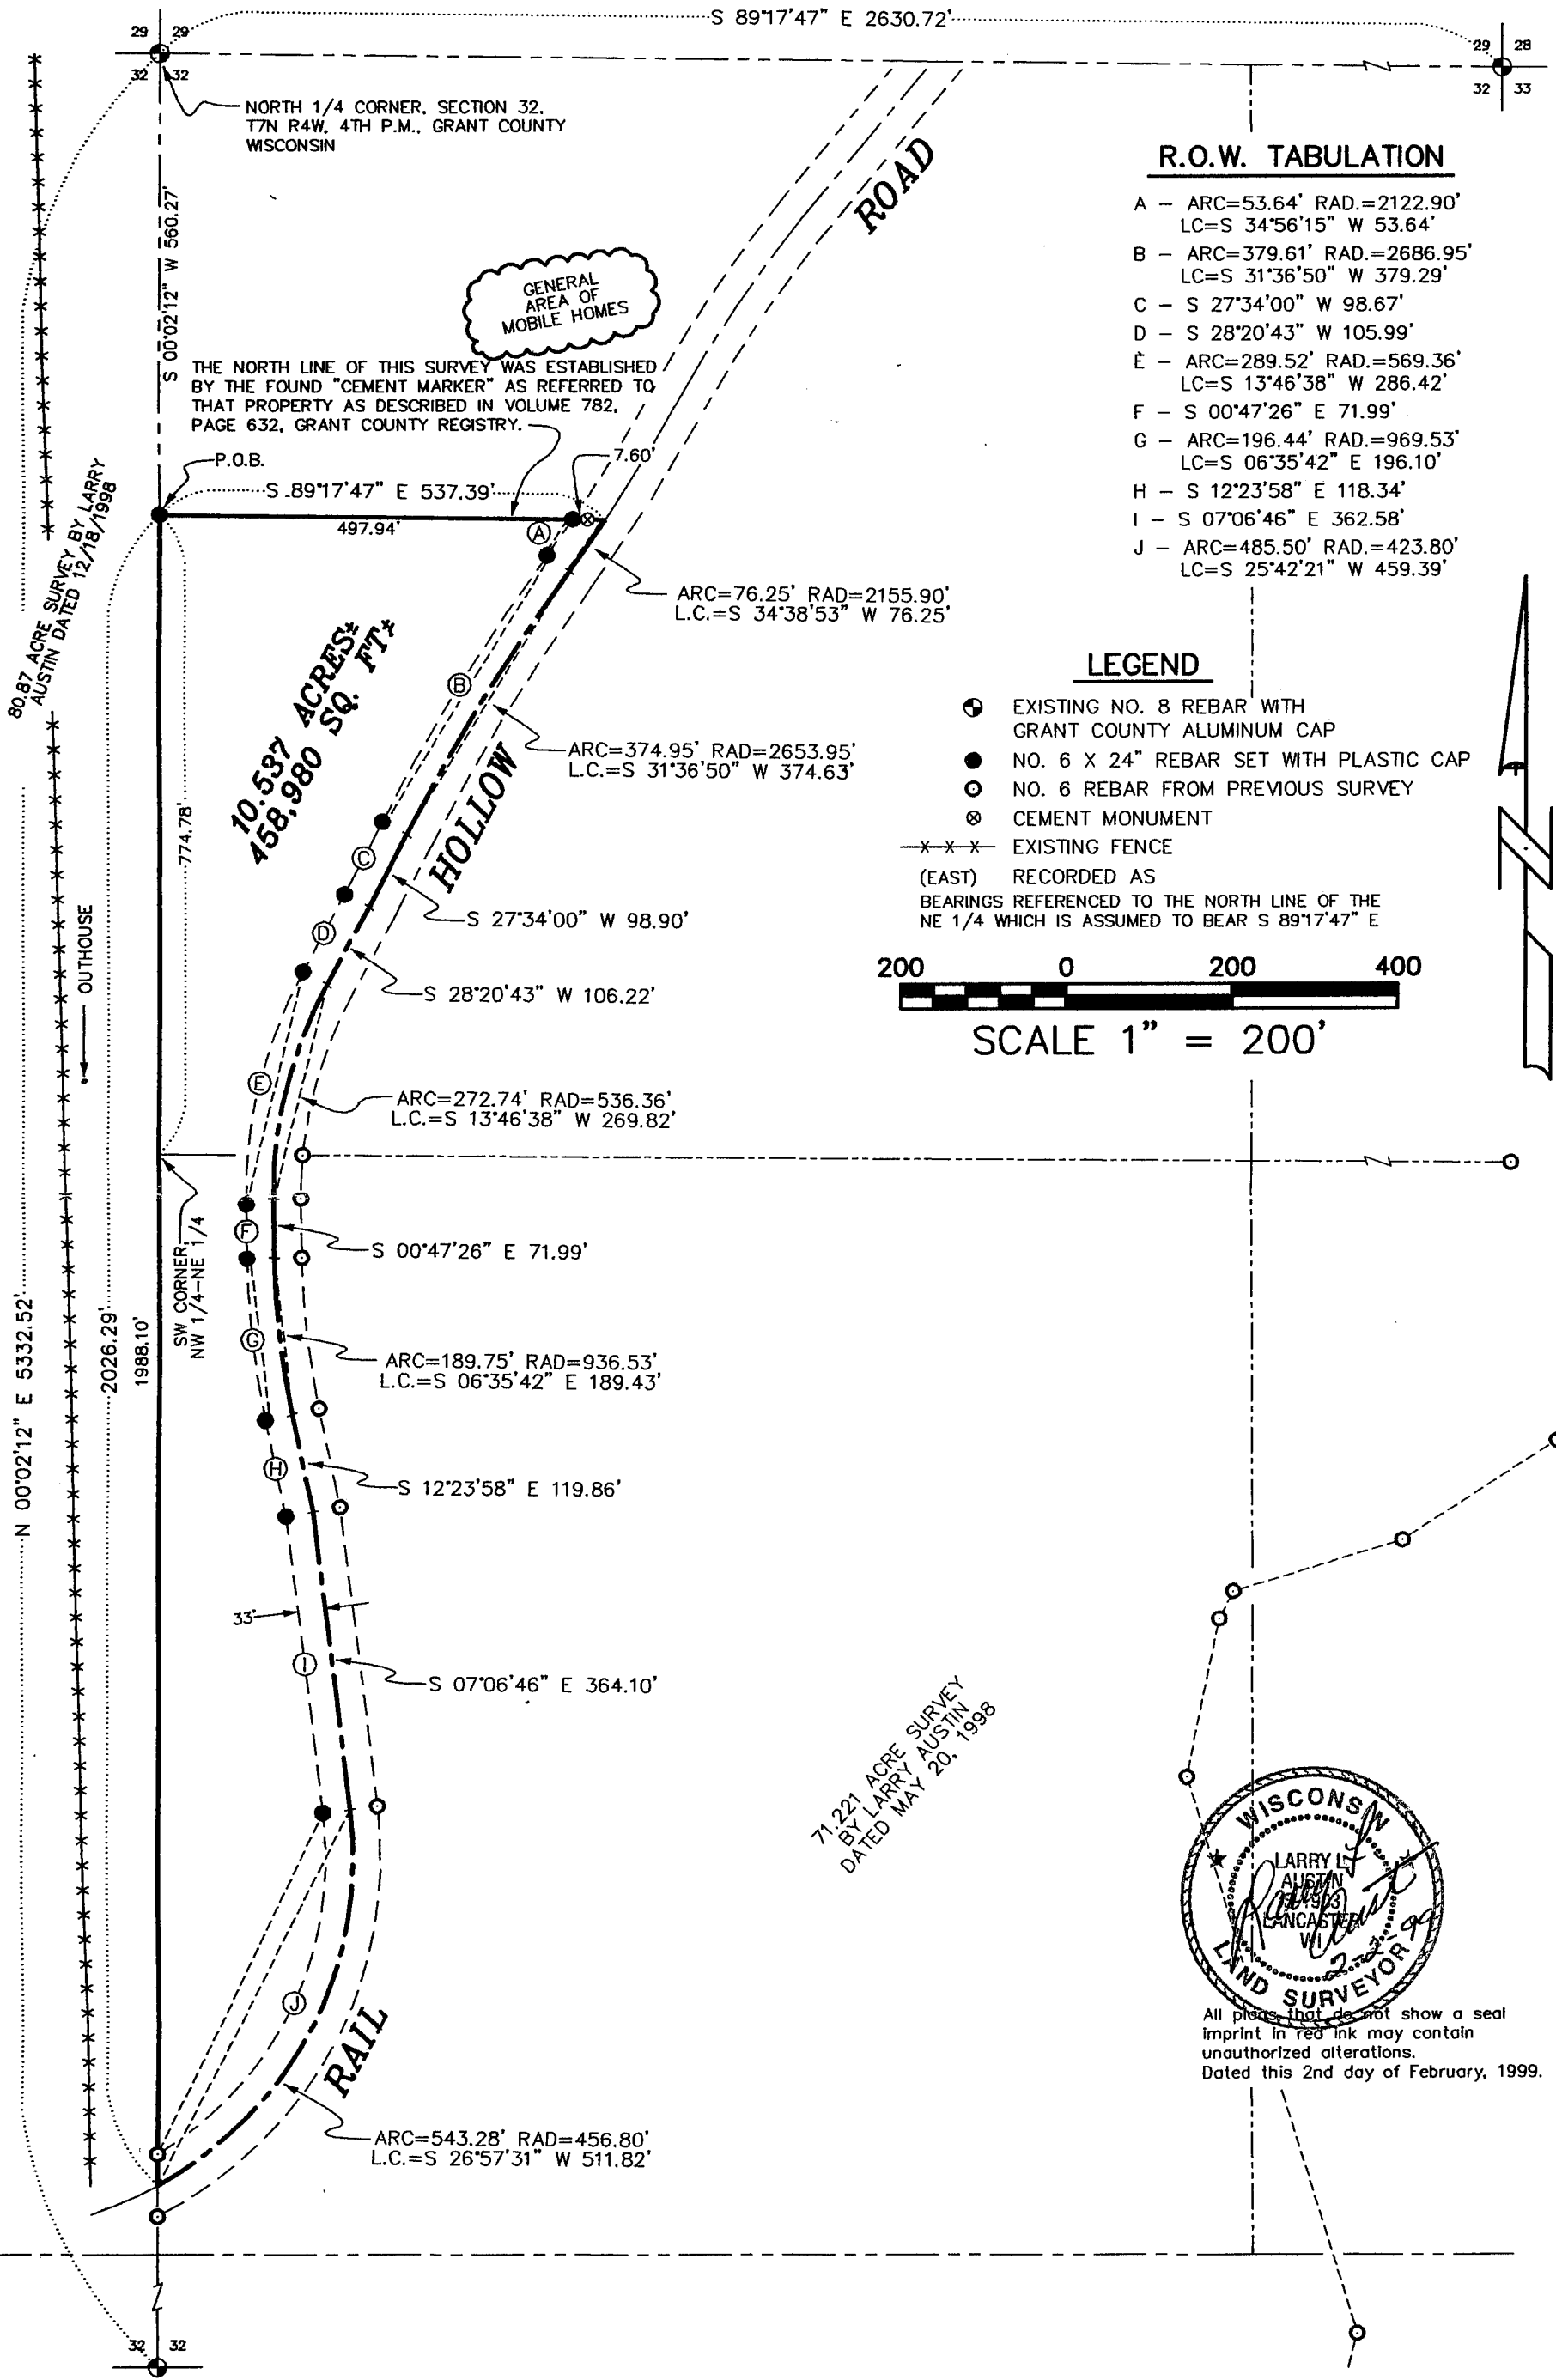 S 89°17'47" E 2630.72'
29 29
32 32
29 28
32 33
NORTH 1/4 CORNER, SECTION 32,
T7N R4W, 4TH P.M., GRANT COUNTY
WISCONSIN
S 00°02'12" W 560.27'
ROAD
R.O.W. TABULATION
A – ARC=53.64' RAD.=2122.90'
LC=S 34°56'15" W 53.64'
B – ARC=379.61' RAD.=2686.95'
LC=S 31°36'50" W 379.29'
C – S 27°34'00" W 98.67'
D – S 28°20'43" W 105.99'
E – ARC=289.52' RAD.=569.36'
LC=S 13°46'38" W 286.42'
F – S 00°47'26" E 71.99'
G – ARC=196.44' RAD.=969.53'
LC=S 06°35'42" E 196.10'
H – S 12°23'58" E 118.34'
I – S 07°06'46" E 362.58'
J – ARC=485.50' RAD.=423.80'
LC=S 25°42'21" W 459.39'
GENERAL
AREA OF
MOBILE HOMES
THE NORTH LINE OF THIS SURVEY WAS ESTABLISHED
BY THE FOUND "CEMENT MARKER" AS REFERRED TO
THAT PROPERTY AS DESCRIBED IN VOLUME 782,
PAGE 632, GRANT COUNTY REGISTRY.
P.O.B.
7.60'
S 89°17'47" E 537.39'
497.94'
A
80.87 ACRE SURVEY BY LARRY
AUSTIN DATED 12/18/1998
ARC=76.25' RAD=2155.90'
L.C.=S 34°38'53" W 76.25'
10.537 ACRES±
458,980 SQ. FT±
B
LEGEND
EXISTING NO. 8 REBAR WITH
GRANT COUNTY ALUMINUM CAP
NO. 6 X 24" REBAR SET WITH PLASTIC CAP
NO. 6 REBAR FROM PREVIOUS SURVEY
CEMENT MONUMENT
EXISTING FENCE
(EAST) RECORDED AS
BEARINGS REFERENCED TO THE NORTH LINE OF THE
NE 1/4 WHICH IS ASSUMED TO BEAR S 89°17'47" E
N
ARC=374.95' RAD=2653.95'
L.C.=S 31°36'50" W 374.63'
HOLLOW
774.78'
C
S 27°34'00" W 98.90'
D
OUTHOUSE
200 0 200 400
SCALE 1" = 200'
S 28°20'43" W 106.22'
E
ARC=272.74' RAD=536.36'
L.C.=S 13°46'38" W 269.82'
SW CORNER,
NW 1/4–NE 1/4
F
S 00°47'26" E 71.99'
N 00°02'12" E 5332.52'
2026.29'
1988.10'
G
ARC=189.75' RAD=936.53'
L.C.=S 06°35'42" E 189.43'
H
S 12°23'58" E 119.86'
33'
I
S 07°06'46" E 364.10'
71.221 ACRE SURVEY
BY LARRY AUSTIN
DATED MAY 20, 1998
WISCONSIN
LARRY L.
AUSTIN
LANCASTER
WI
2-2-99
LAND SURVEYOR
All plans that do not show a seal
imprint in red ink may contain
unauthorized alterations.
Dated this 2nd day of February, 1999.
J
RAIL
ARC=543.28' RAD=456.80'
L.C.=S 26°57'31" W 511.82'
32 32